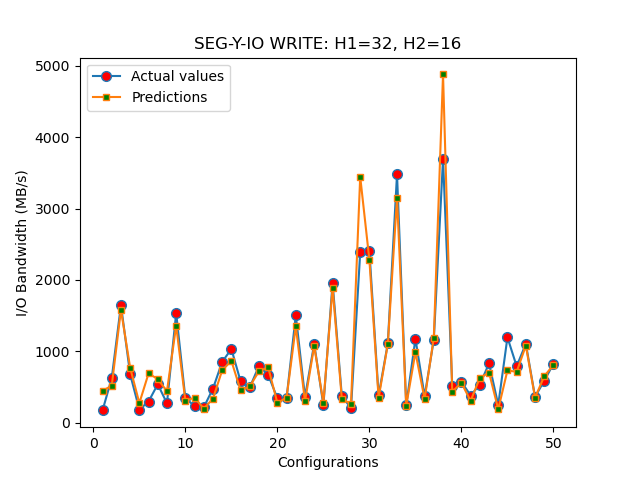 SEG-Y-IO WRITE: H1=32, H2=16
Actual values
Predictions
I/O Bandwidth (MB/s)
5000
4000
3000
2000
1000
0
0 10 20 30 40 50
Configurations